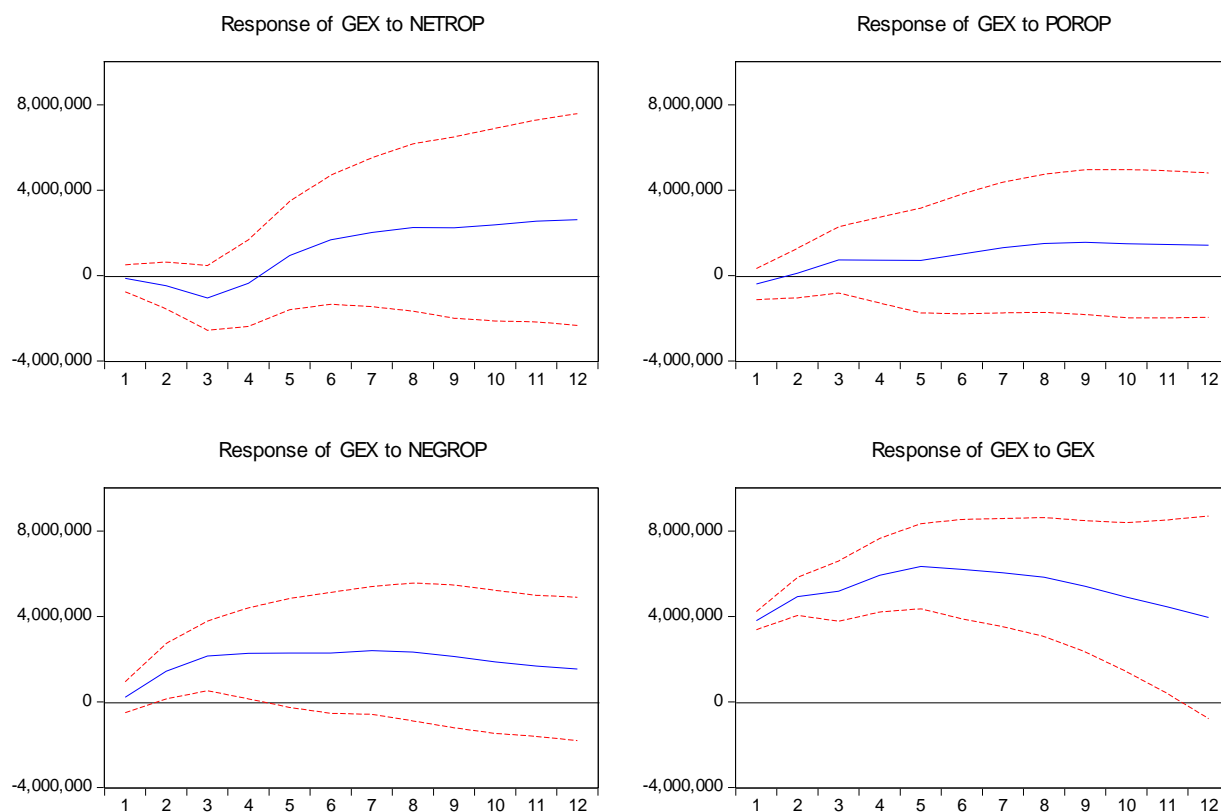 Response of GEX to NETROP
8,000,000
4,000,000
0
-4,000,000
1 2 3 4 5 6 7 8 9 10 11 12
Response of GEX to POROP
8,000,000
4,000,000
0
-4,000,000
1 2 3 4 5 6 7 8 9 10 11 12
Response of GEX to NEGROP
8,000,000
4,000,000
0
-4,000,000
1 2 3 4 5 6 7 8 9 10 11 12
Response of GEX to GEX
8,000,000
4,000,000
0
-4,000,000
1 2 3 4 5 6 7 8 9 10 11 12